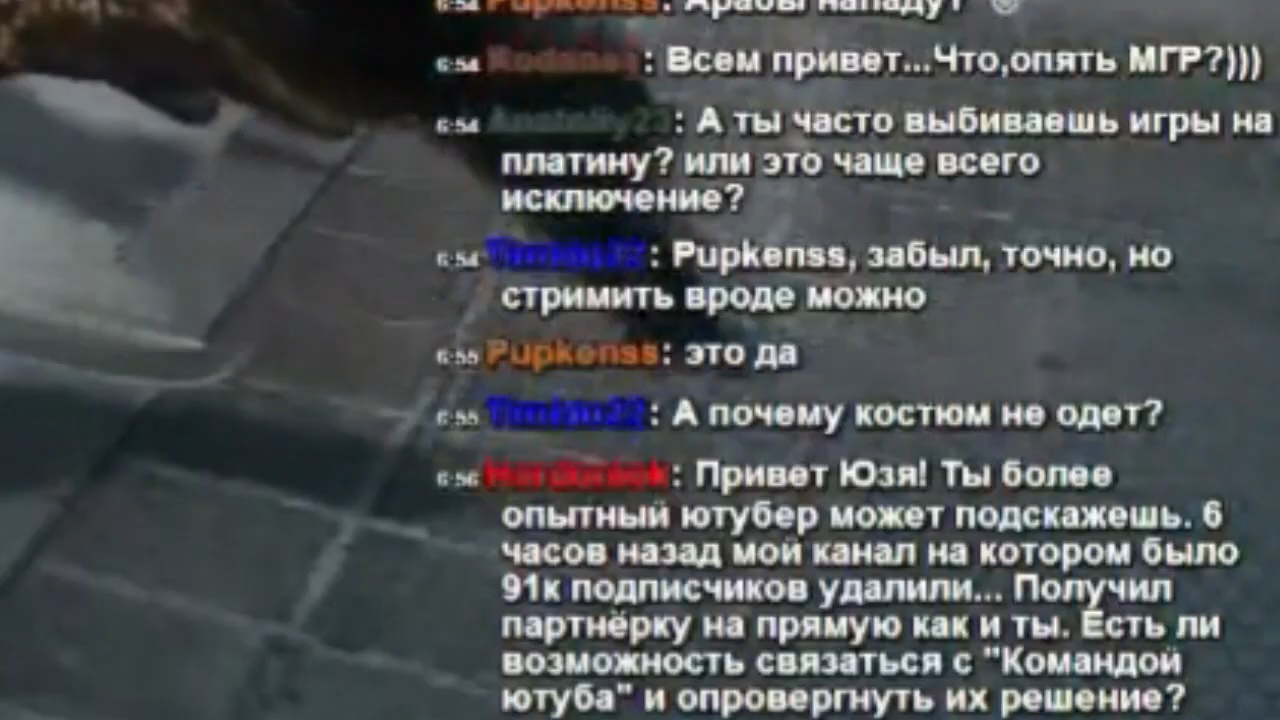 6:54 Pupkenss: Арабы нападут
6:54 : Всем привет...Что,опять МГР?)))
6:54 : А ты часто выбиваешь игры на
платину? или это чаще всего
исключение?
6:54 : Pupkenss, забыл, точно, но
стримить вроде можно
6:55 Pupkenss: это да
6:55 : А почему костюм не одет?
6:56 : Привет Юзя! Ты более
опытный ютубер может подскажешь. 6
часов назад мой канал на котором было
91к подписчиков удалили... Получил
партнёрку на прямую как и ты. Есть ли
возможность связаться с "Командой
ютуба" и опровергнуть их решение?